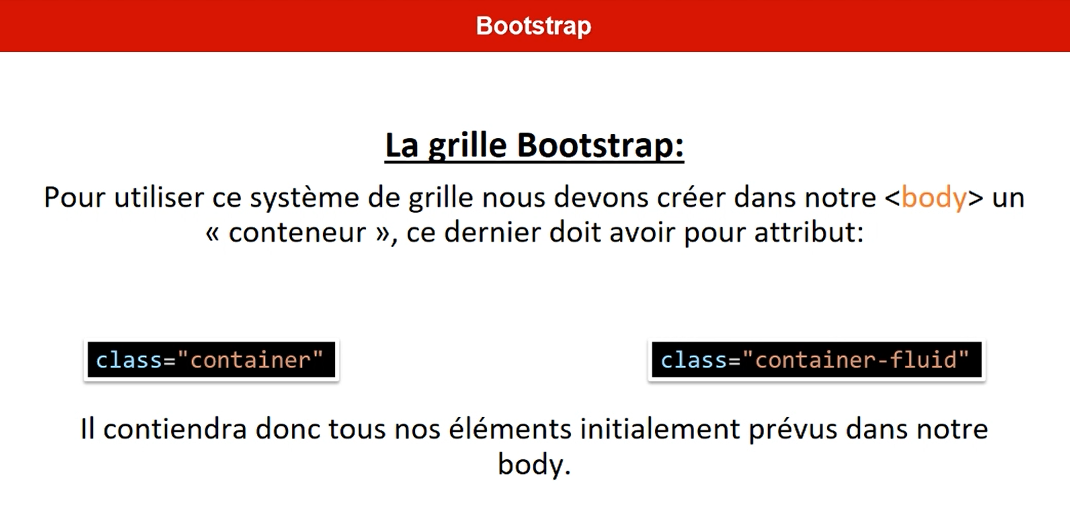 Bootstrap
La grille Bootstrap:
Pour utiliser ce système de grille nous devons créer dans notre <body> un
« conteneur », ce dernier doit avoir pour attribut:
class="container"
class="container-fluid"
Il contiendra donc tous nos éléments initialement prévus dans notre
body.